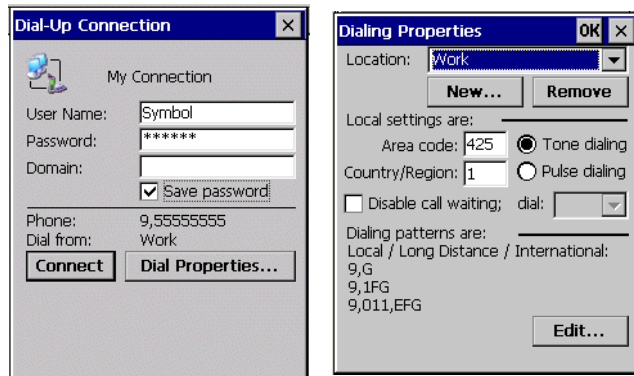 Dial-Up Connection
My Connection
User Name: Symbol
Password: ******
Domain:
Save password
Phone: 9,55555555
Dial from: Work
Connect Dial Properties...
Dialing Properties OK
Location: Work
New... Remove
Local settings are:
Area code: 425 Tone dialing
Country/Region: 1 Pulse dialing
Disable call waiting; dial:
Dialing patterns are:
Local / Long Distance / International:
9,G
9,1FG
9,011,EFG
Edit...